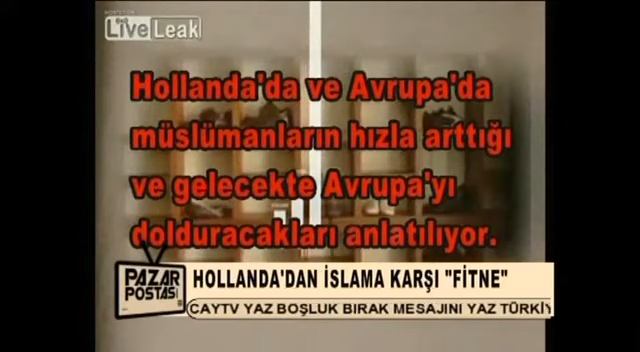 LiveLeak
Hollanda'da ve Avrupa'da
müslümanların hızla arttığı
ve gelecekte Avrupa'yı
dolduracakları anlatılıyor.
PAZAR
POSTASI
HOLLANDA'DAN İSLAMA KARŞI "FİTNE"
CAYTV YAZ BOŞLUK BIRAK MESAJINI YAZ TÜRKİY